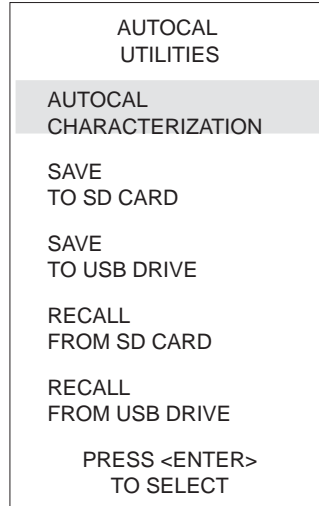 AUTOCAL
UTILITIES
AUTOCAL
CHARACTERIZATION
SAVE
TO SD CARD
SAVE
TO USB DRIVE
RECALL
FROM SD CARD
RECALL
FROM USB DRIVE
PRESS <ENTER>
TO SELECT